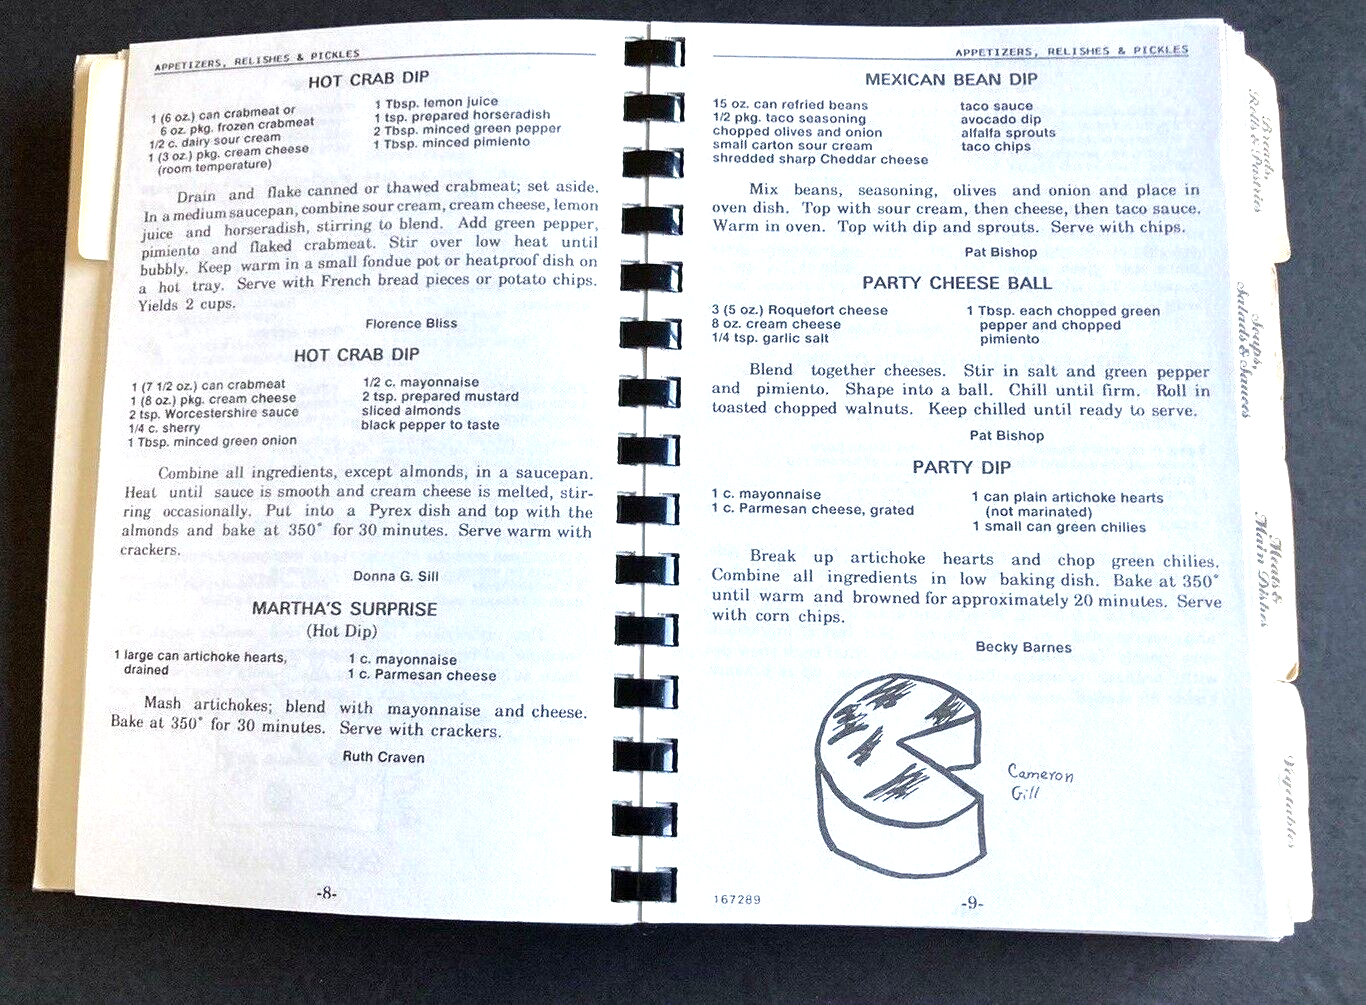 APPETIZERS, RELISHES & PICKLES
HOT CRAB DIP
1 (6 oz.) can crabmeat or
6 oz. pkg. frozen crabmeat
1/2 c. dairy sour cream
1 (3 oz.) pkg. cream cheese
(room temperature)
1 Tbsp. lemon juice
1 tsp. prepared horseradish
2 Tbsp. minced green pepper
1 Tbsp. minced pimiento
Drain and flake canned or thawed crabmeat; set aside.
In a medium saucepan, combine sour cream, cream cheese, lemon
juice and horseradish, stirring to blend. Add green pepper,
pimiento and flaked crabmeat. Stir over low heat until
bubbly. Keep warm in a small fondue pot or heatproof dish on
a hot tray. Serve with French bread pieces or potato chips.
Yields 2 cups.
Florence Bliss
HOT CRAB DIP
1 (7 1/2 oz.) can crabmeat
1 (8 oz.) pkg. cream cheese
2 tsp. Worcestershire sauce
1/4 c. sherry
1 Tbsp. minced green onion
1/2 c. mayonnaise
2 tsp. prepared mustard
sliced almonds
black pepper to taste
Combine all ingredients, except almonds, in a saucepan.
Heat until sauce is smooth and cream cheese is melted, stir-
ring occasionally. Put into a Pyrex dish and top with the
almonds and bake at 350° for 30 minutes. Serve warm with
crackers.
Donna G. Sill
MARTHA'S SURPRISE
(Hot Dip)
1 large can artichoke hearts,
drained
1 c. mayonnaise
1 c. Parmesan cheese
Mash artichokes; blend with mayonnaise and cheese.
Bake at 350° for 30 minutes. Serve with crackers.
Ruth Craven
-8-
APPETIZERS, RELISHES & PICKLES
MEXICAN BEAN DIP
15 oz. can refried beans
1/2 pkg. taco seasoning
chopped olives and onion
small carton sour cream
shredded sharp Cheddar cheese
taco sauce
avocado dip
alfalfa sprouts
taco chips
Mix beans, seasoning, olives and onion and place in
oven dish. Top with sour cream, then cheese, then taco sauce.
Warm in oven. Top with dip and sprouts. Serve with chips.
Pat Bishop
PARTY CHEESE BALL
3 (5 oz.) Roquefort cheese
8 oz. cream cheese
1/4 tsp. garlic salt
1 Tbsp. each chopped green
pepper and chopped
pimiento
Blend together cheeses. Stir in salt and green pepper
and pimiento. Shape into a ball. Chill until firm. Roll in
toasted chopped walnuts. Keep chilled until ready to serve.
Pat Bishop
PARTY DIP
1 c. mayonnaise
1 c. Parmesan cheese, grated
1 can plain artichoke hearts
(not marinated)
1 small can green chilies
Break up artichoke hearts and chop green chilies.
Combine all ingredients in low baking dish. Bake at 350°
until warm and browned for approximately 20 minutes. Serve
with corn chips.
Becky Barnes
Cameron
Gill
167289
-9-
Breads,
Rolls & Pastries
Soups,
Salads & Sauces
Meats &
Main Dishes
Vegetables